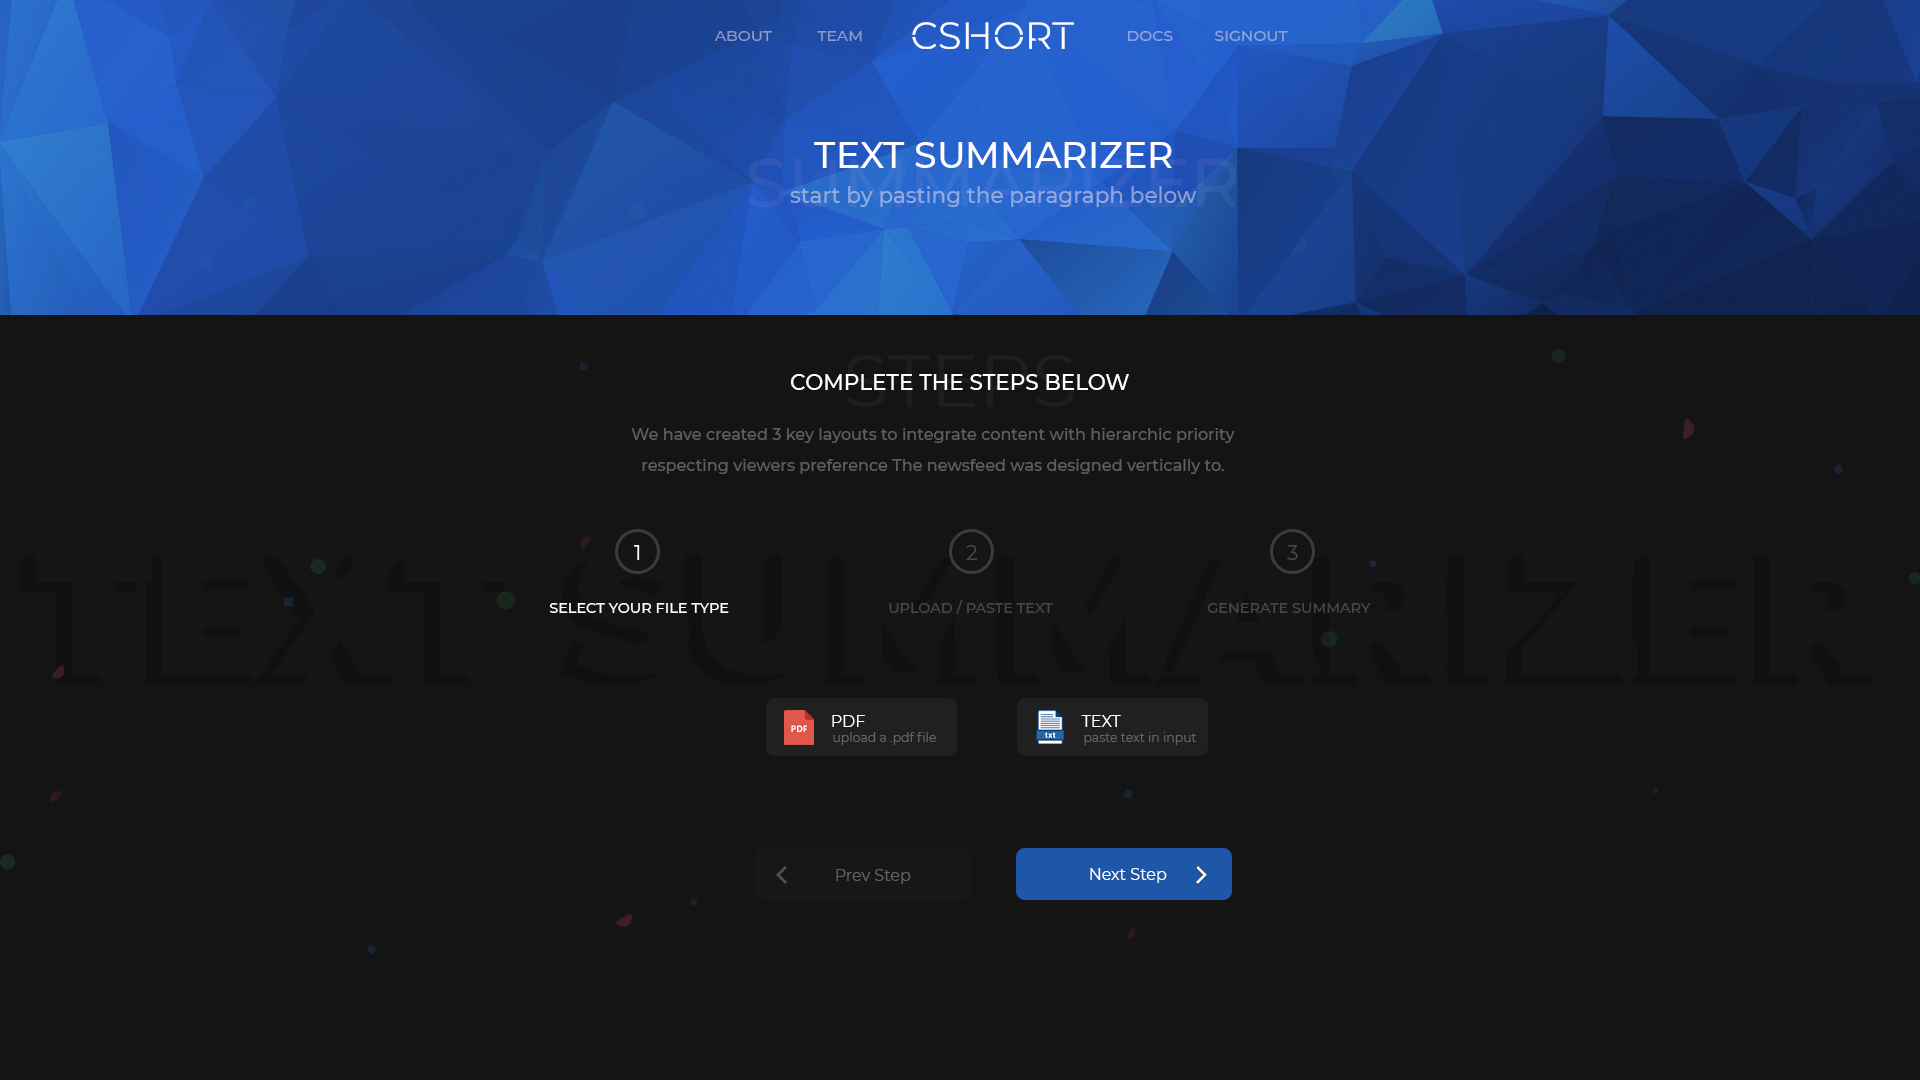 ABOUT TEAM CSHORT DOCS SIGNOUT
SUMMARIZER
TEXT SUMMARIZER
start by pasting the paragraph below
STEPS
COMPLETE THE STEPS BELOW
We have created 3 key layouts to integrate content with hierarchic priority
respecting viewers preference The newsfeed was designed vertically to.
TEXT SUMMARIZER
1 2 3
SELECT YOUR FILE TYPE UPLOAD / PASTE TEXT GENERATE SUMMARY
PDF PDF TEXT
upload a .pdf file txt paste text in input
Prev Step Next Step